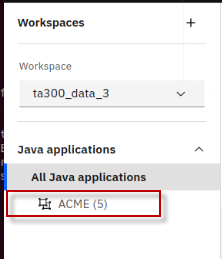 Workspaces
Workspace
ta300_data_3
Java applications
All Java applications
ACME (5)